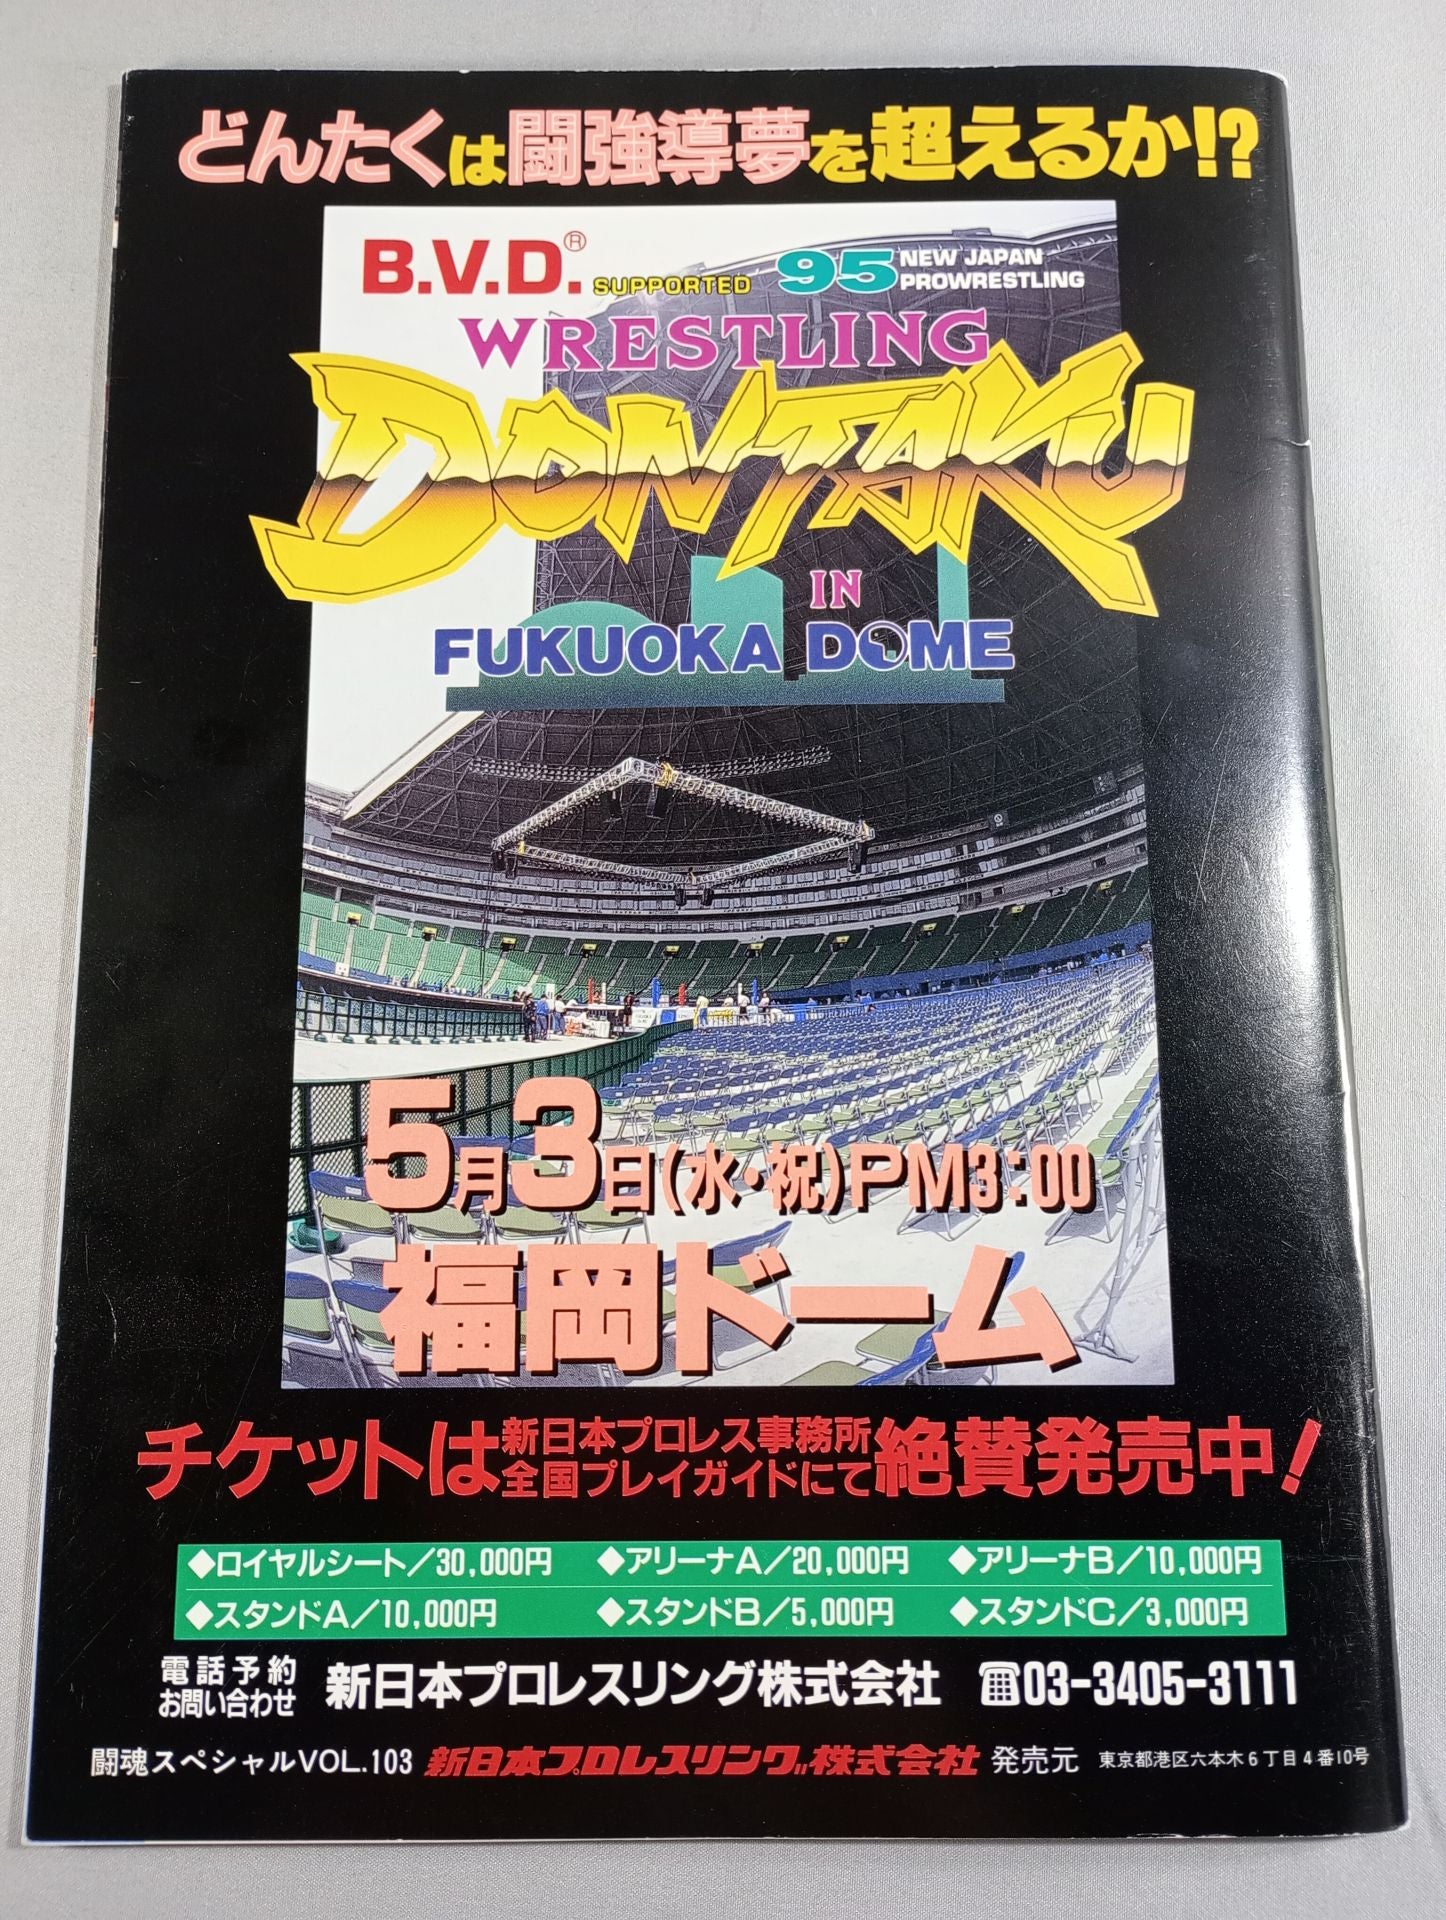 どんたくは闘強導夢を超えるか!?
B.V.D.® SUPPORTED 95 NEW JAPAN PROWRESTLING
WRESTLING
DONTAKU
IN
FUKUOKA DOME
5月3日(水・祝)PM3:00
福岡ドーム
チケットは新日本プロレス事務所全国プレイガイドにて絶賛発売中!
◆ロイヤルシート/30,000円 ◆アリーナA/20,000円 ◆アリーナB/10,000円
◆スタンドA/10,000円 ◆スタンドB/5,000円 ◆スタンドC/3,000円
電話予約お問い合わせ 新日本プロレスリング株式会社 ☎03-3405-3111
闘魂スペシャルVOL.103 新日本プロレスリング株式会社 発売元 東京都港区六本木6丁目4番10号